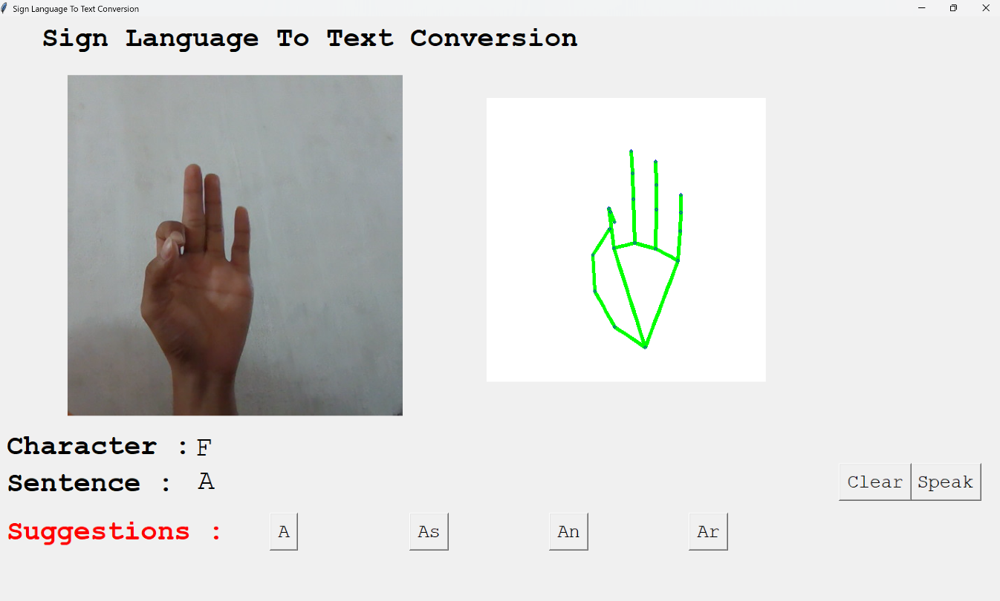 Sign Language To Text Conversion
Sign Language To Text Conversion
Character : F
Sentence : A
Clear Speak
Suggestions : A As An Ar